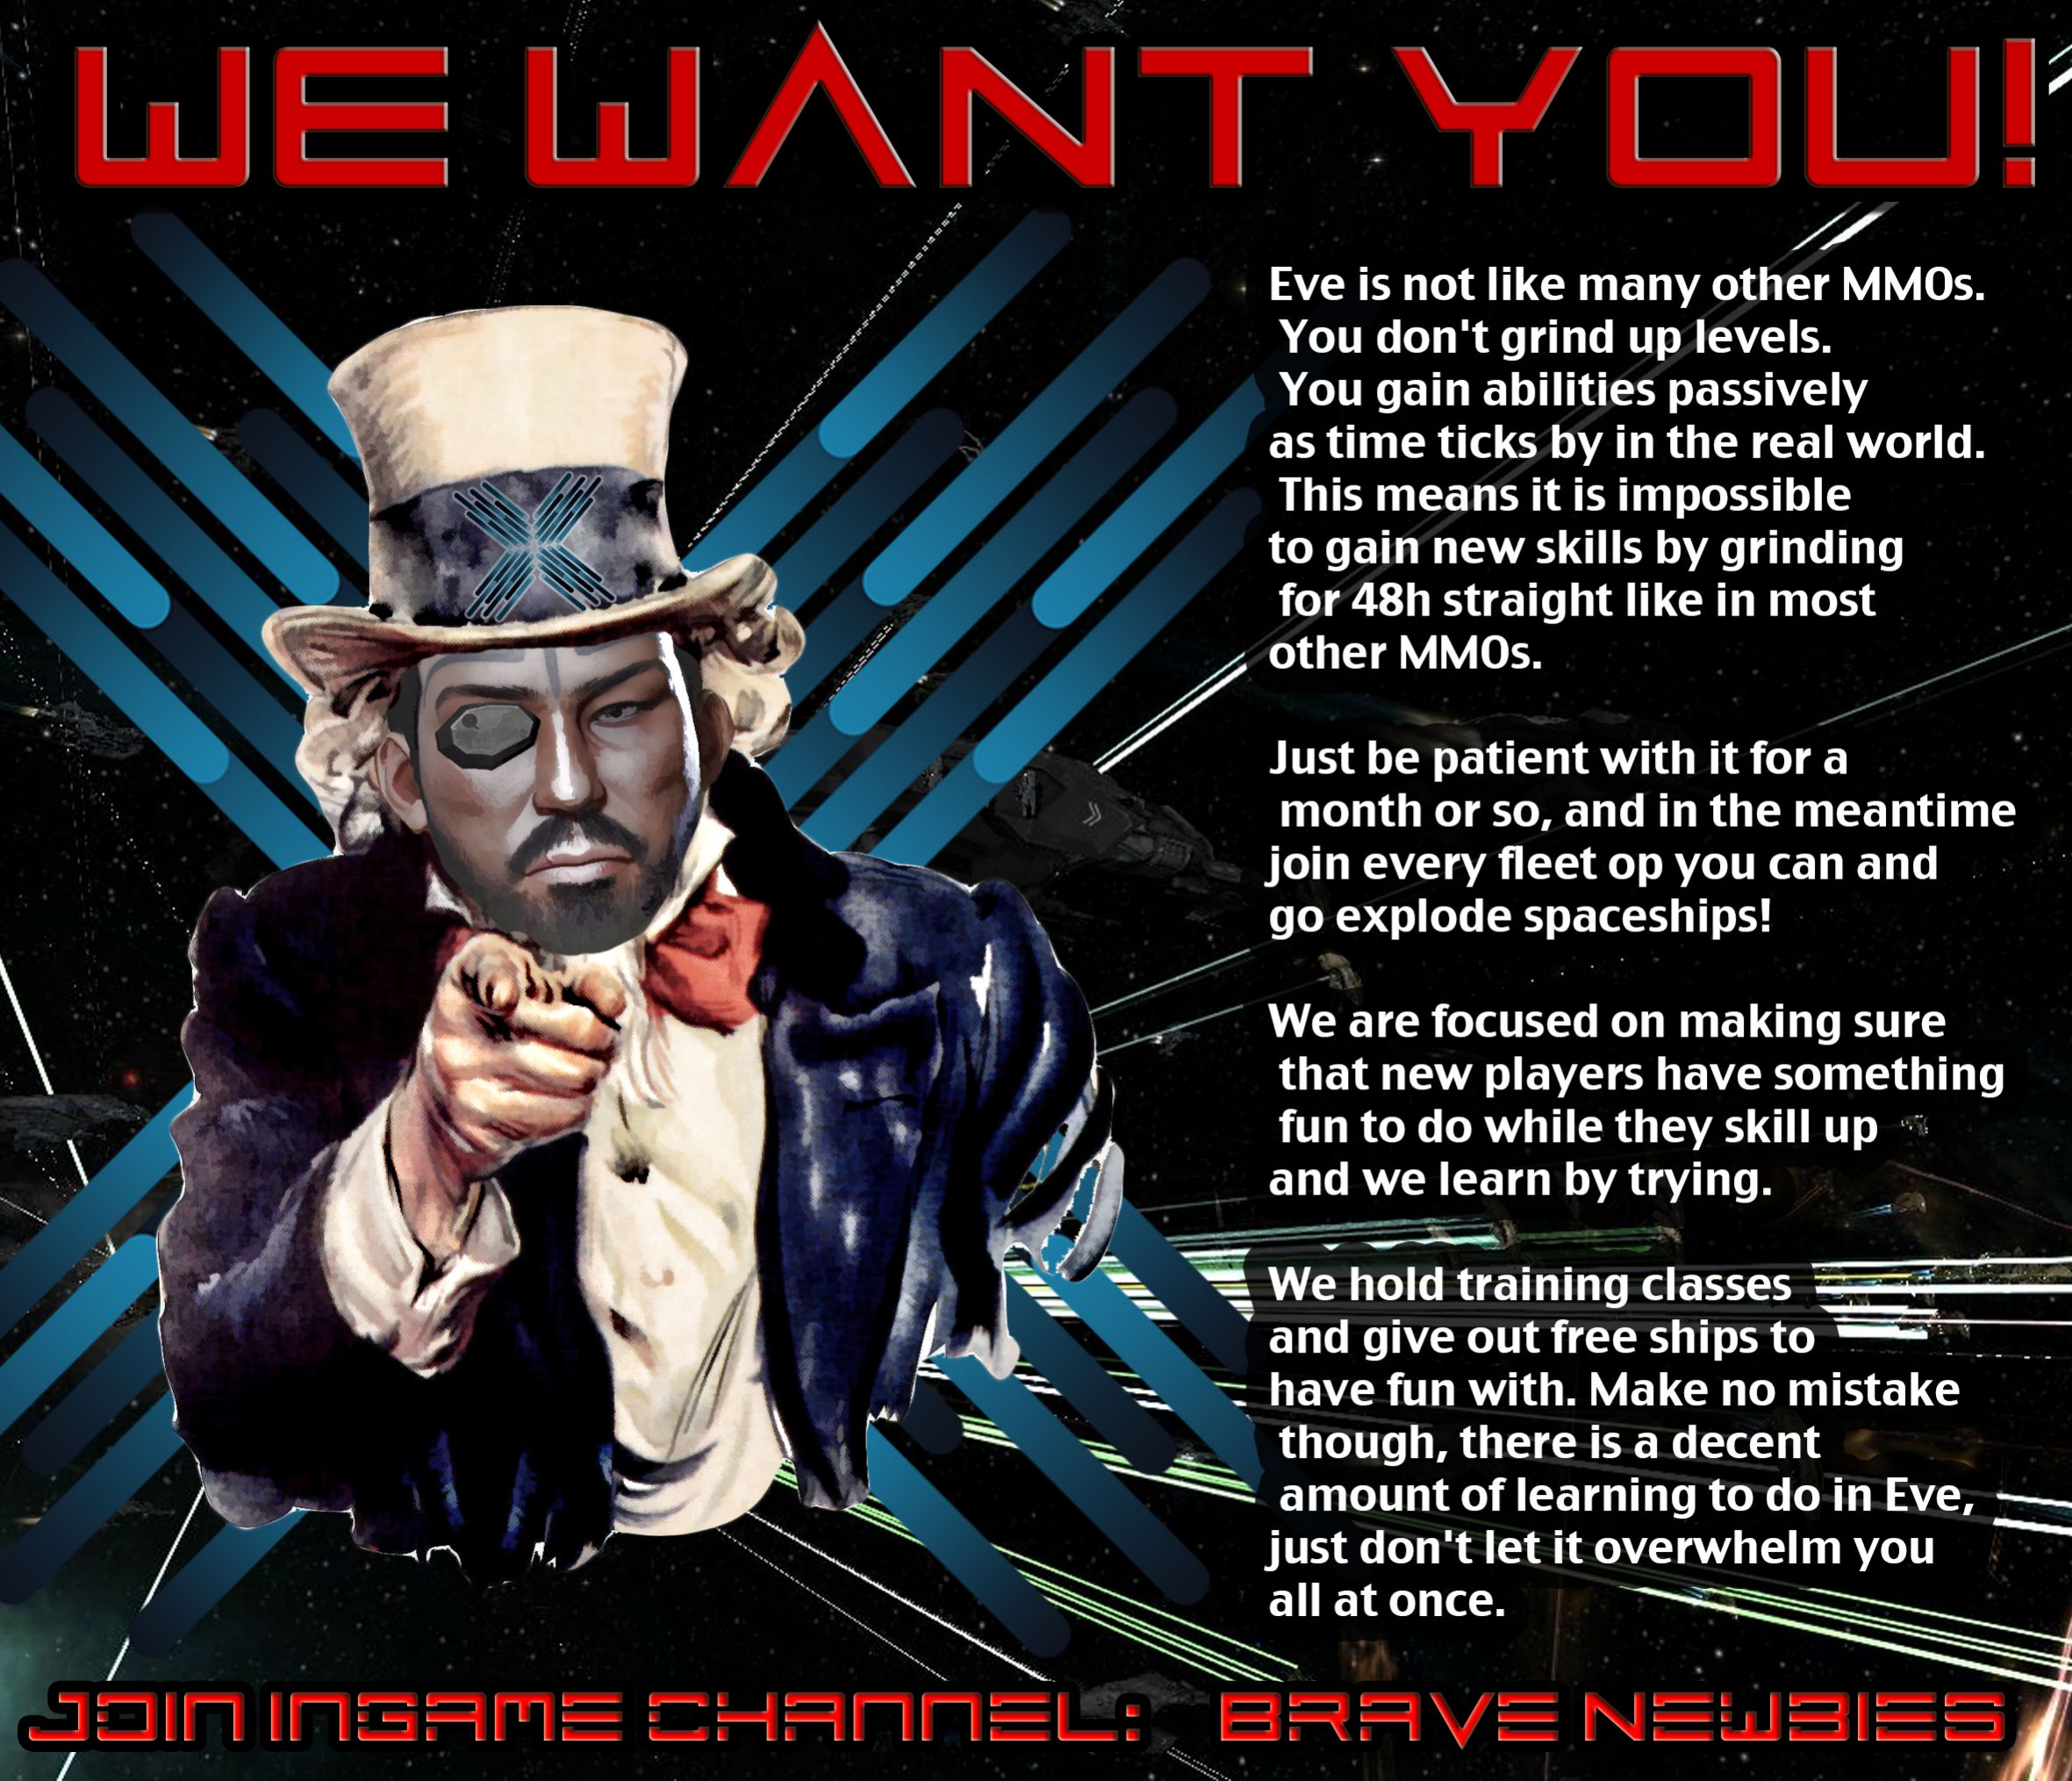 WE WANT YOU!
Eve is not like many other MMOs.
You don't grind up levels.
You gain abilities passively
as time ticks by in the real world.
This means it is impossible
to gain new skills by grinding
for 48h straight like in most
other MMOs.
Just be patient with it for a
month or so, and in the meantime
join every fleet op you can and
go explode spaceships!
We are focused on making sure
that new players have something
fun to do while they skill up
and we learn by trying.
We hold training classes
and give out free ships to
have fun with. Make no mistake
though, there is a decent
amount of learning to do in Eve,
just don't let it overwhelm you
all at once.
JOIN INGAME CHANNEL: BRAVE NEWBIES